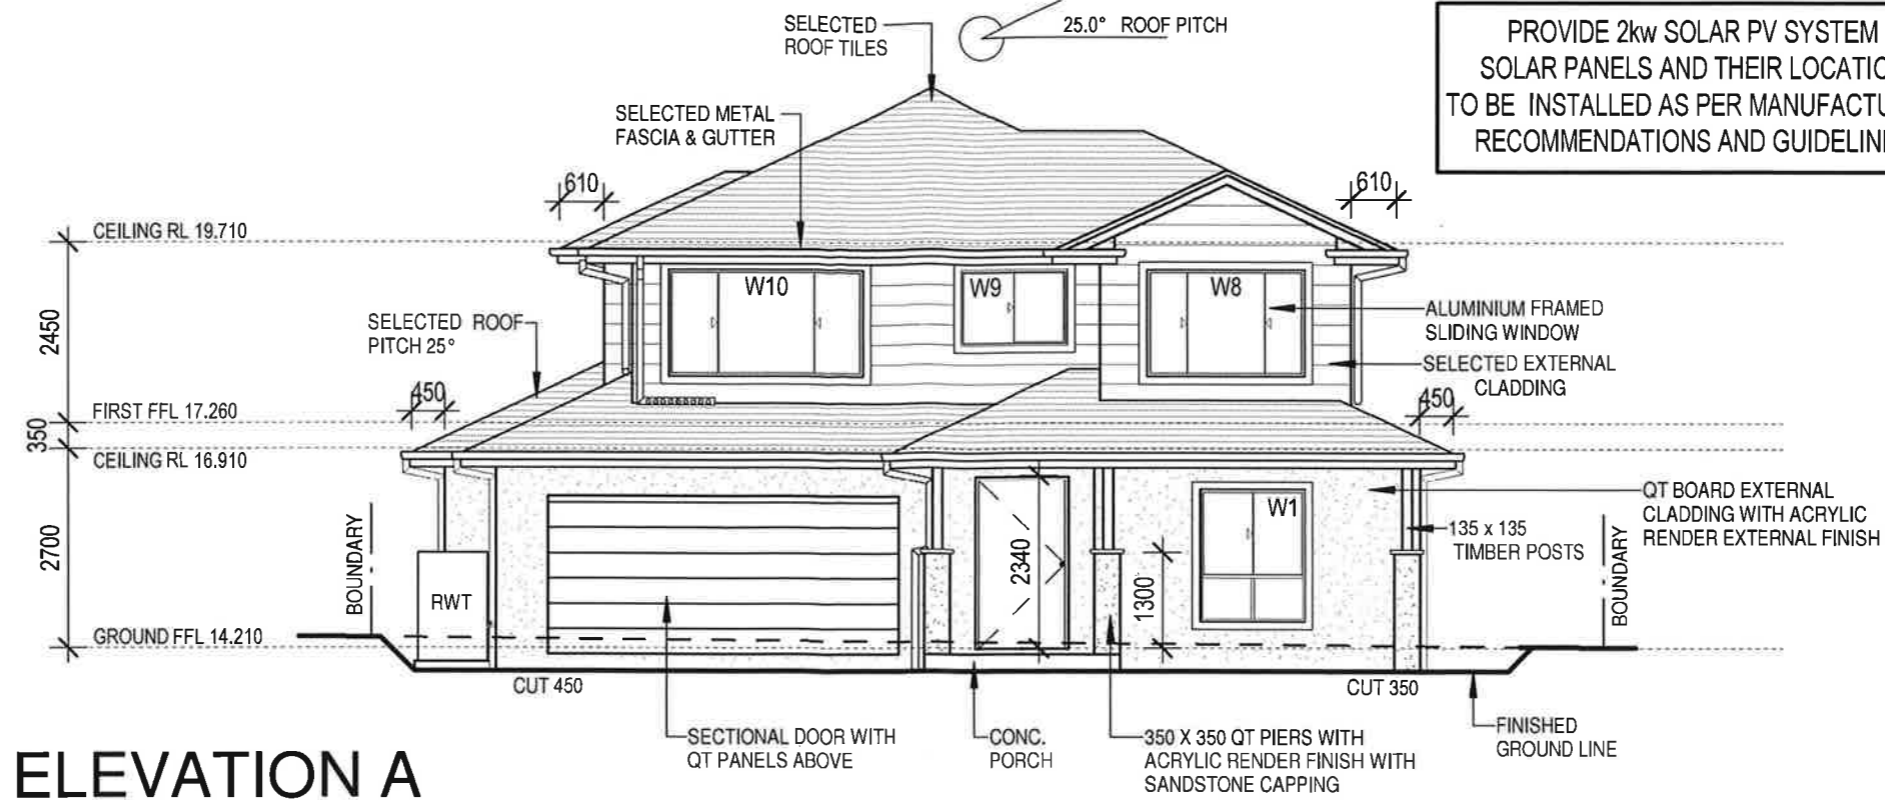 SELECTED
ROOF TILES
25.0° ROOF PITCH
PROVIDE 2kw SOLAR PV SYSTEM
SOLAR PANELS AND THEIR
TO BE INSTALLED AS PER
RECOMMENDATIONS AND
SELECTED METAL
FASCIA & GUTTER
610
610
CEILING RL 19.710
2450
W10
W9
W8
ALUMINIUM FRAMED
SLIDING WINDOW
SELECTED ROOF
PITCH 25°
SELECTED EXTERNAL
CLADDING
450
450
FIRST FFL 17.260
350
CEILING RL 16.910
2700
BOUNDARY
RWT
2340
1300
W1
QT BOARD EXTERNAL
CLADDING WITH ACRYLIC
RENDER EXTERNAL FINISH
135 x 135
TIMBER POSTS
BOUNDARY
GROUND FFL 14.210
CUT 450
CUT 350
SECTIONAL DOOR WITH
QT PANELS ABOVE
CONC.
PORCH
350 X 350 QT PIERS WITH
ACRYLIC RENDER FINISH WITH
SANDSTONE CAPPING
FINISHED
GROUND LINE
ELEVATION A